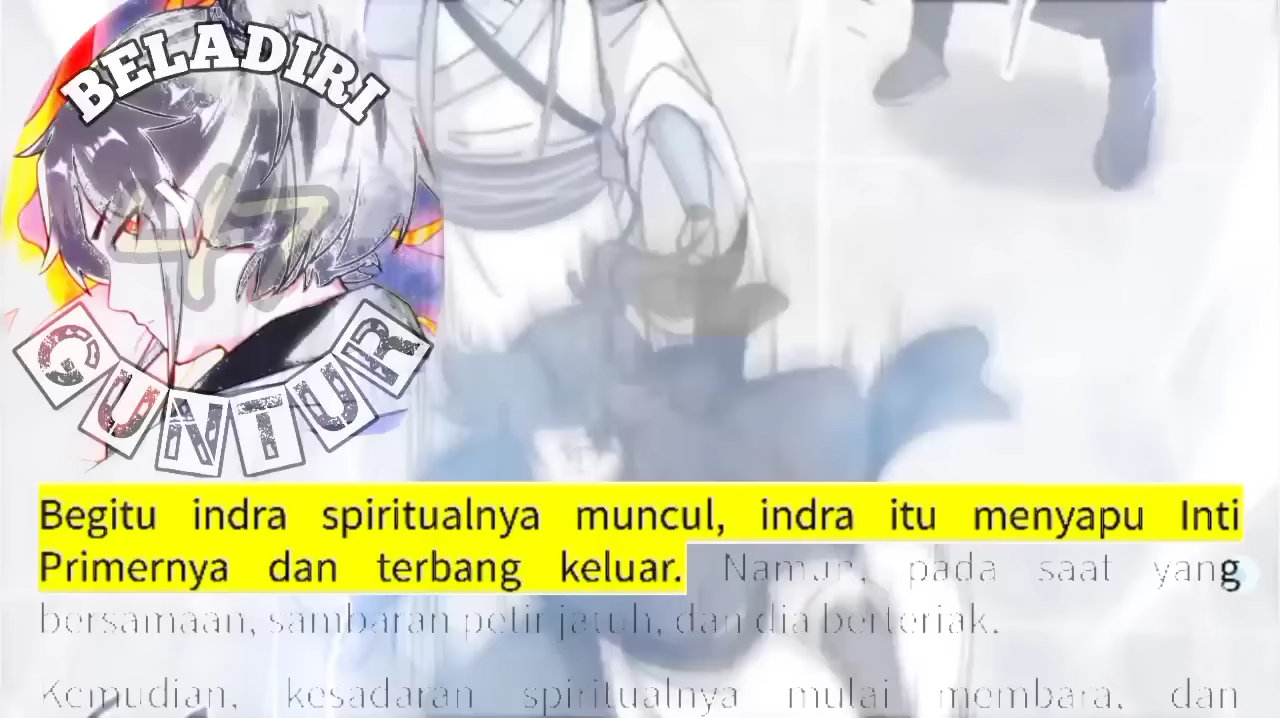 BELADIRI
47
GUNTUR
Begitu indra spiritualnya muncul, indra itu menyapu Inti
Primernya dan terbang keluar. Namun, pada saat yang
bersamaan, sambaran petir jatuh, dan dia berteriak.
Kemudian, kesadaran spiritualnya mulai membara, dan